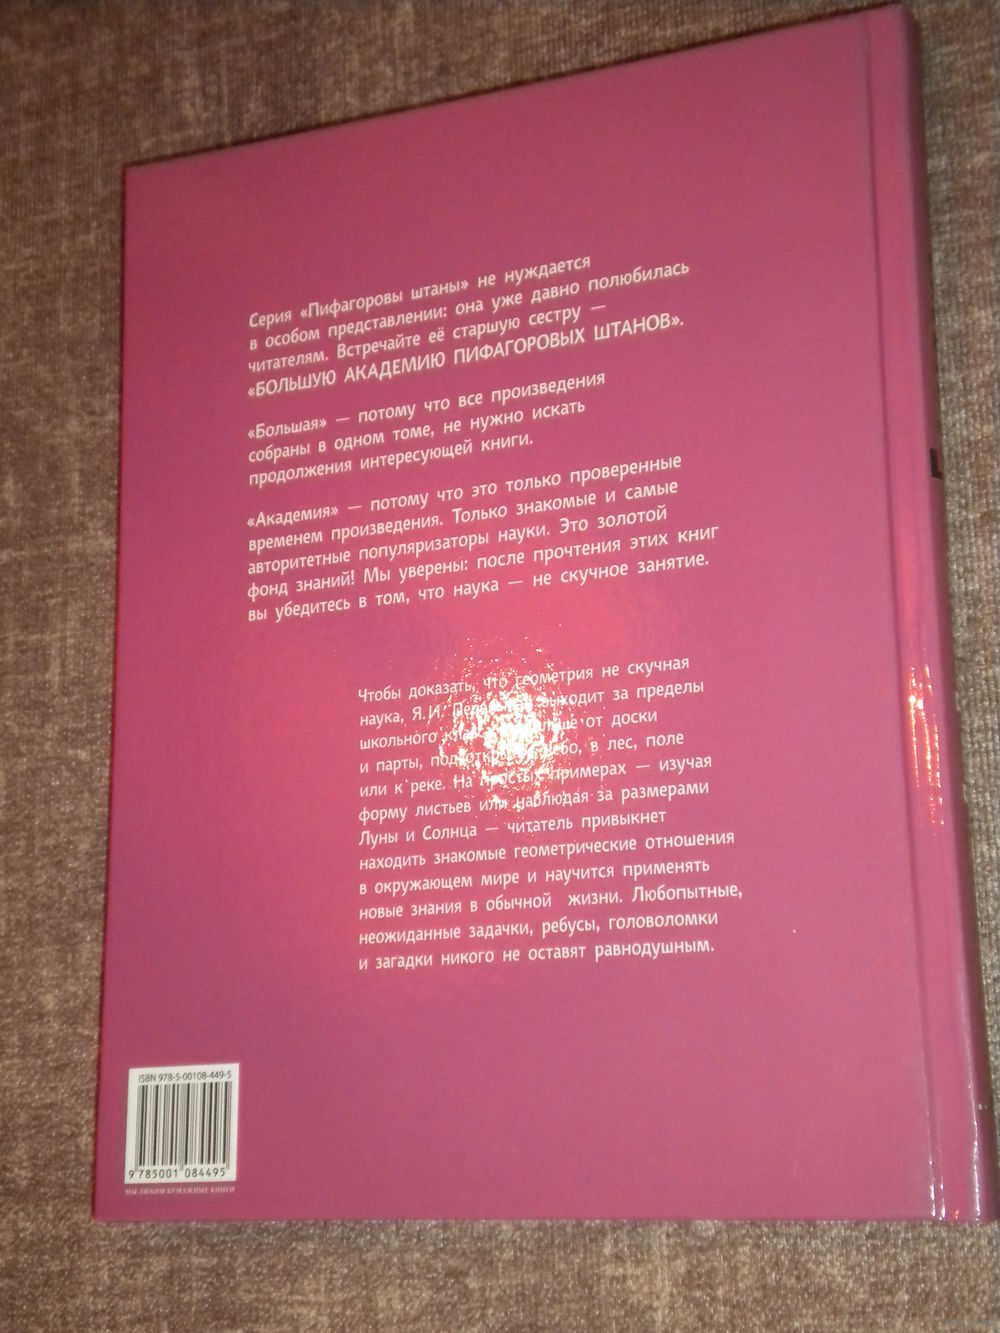 Серия «Пифагоровы штаны» не нуждается
в особом представлении: она уже давно полюбилась
читателям. Встречайте её старшую сестру —
«БОЛЬШУЮ АКАДЕМИЮ ПИФАГОРОВЫХ ШТАНОВ».
«Большая» — потому что все произведения
собраны в одном томе, не нужно искать
продолжения интересующей книги.
«Академия» — потому что это только проверенные
временем произведения. Только знакомые и самые
авторитетные популяризаторы науки. Это золотой
фонд знаний! Мы уверены: после прочтения этих книг
вы убедитесь в том, что наука — не скучное занятие.
Чтобы доказать, что геометрия не скучная
наука, Я.И. выходит за пределы
школьного от доски
и парты, в лес, поле
или к реке. На простых примерах — изучая
форму листьев или наблюдая за размерами
Луны и Солнца — читатель привыкнет
находить знакомые геометрические отношения
в окружающем мире и научится применять
новые знания в обычной жизни. Любопытные,
неожиданные задачки, ребусы, головоломки
и загадки никого не оставят равнодушным.
ISBN 978-5-00108-449-5
9 785001 084495
МЫ ЛЮБИМ БУМАЖНЫЕ КНИГИ